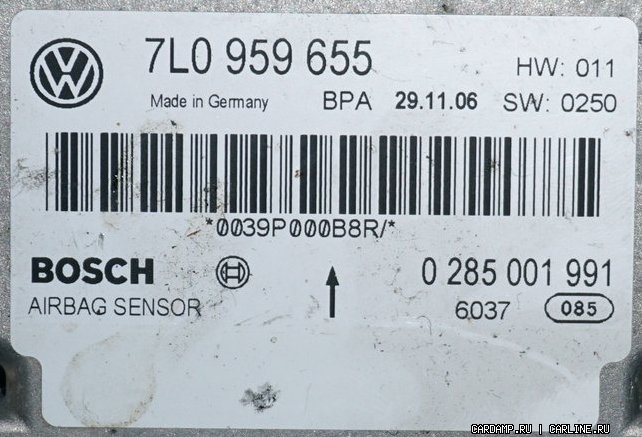 7L0 959 655
HW: 011
Made in Germany BPA 29.11.06 SW: 0250
*0039P000B8R/*
BOSCH 0 285 001 991
AIRBAG SENSOR 6037 085
CARDAMP.RU | CARLINE.RU